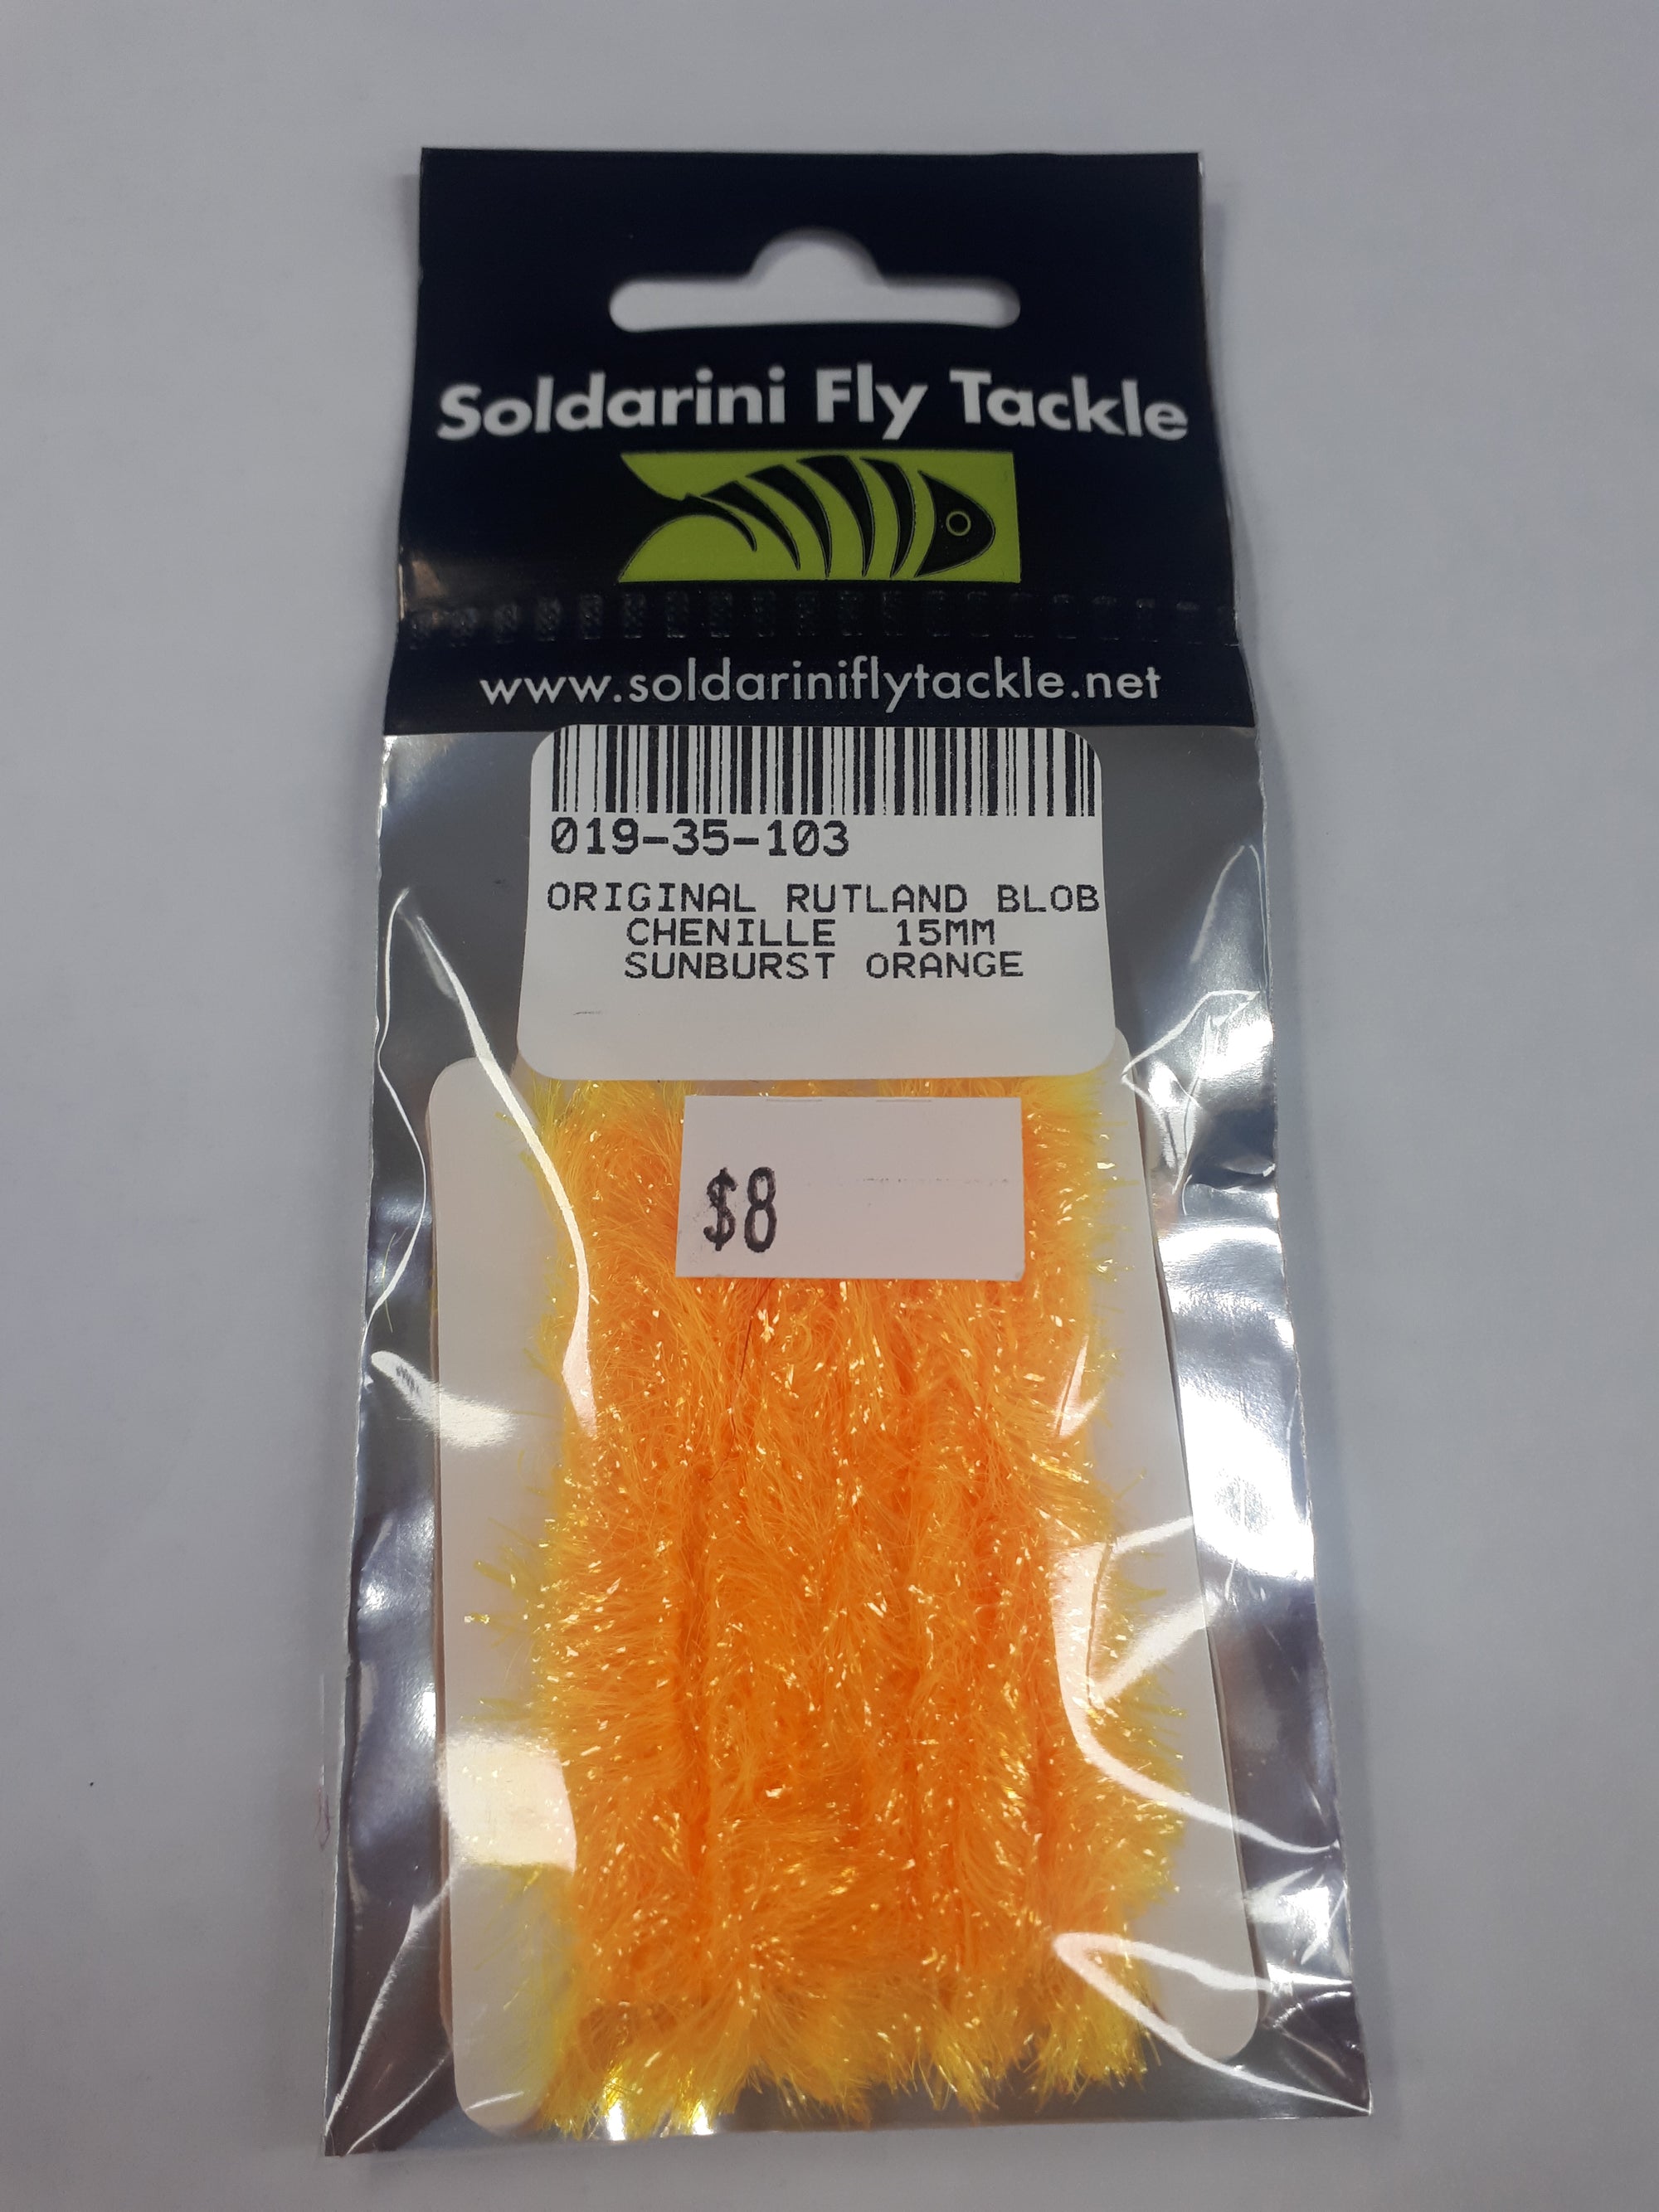 Soldarini Fly Tackle
www.soldariniflytackle.net
019-35-103
ORIGINAL RUTLAND BLOB
CHENILLE 15MM
SUNBURST ORANGE
$8